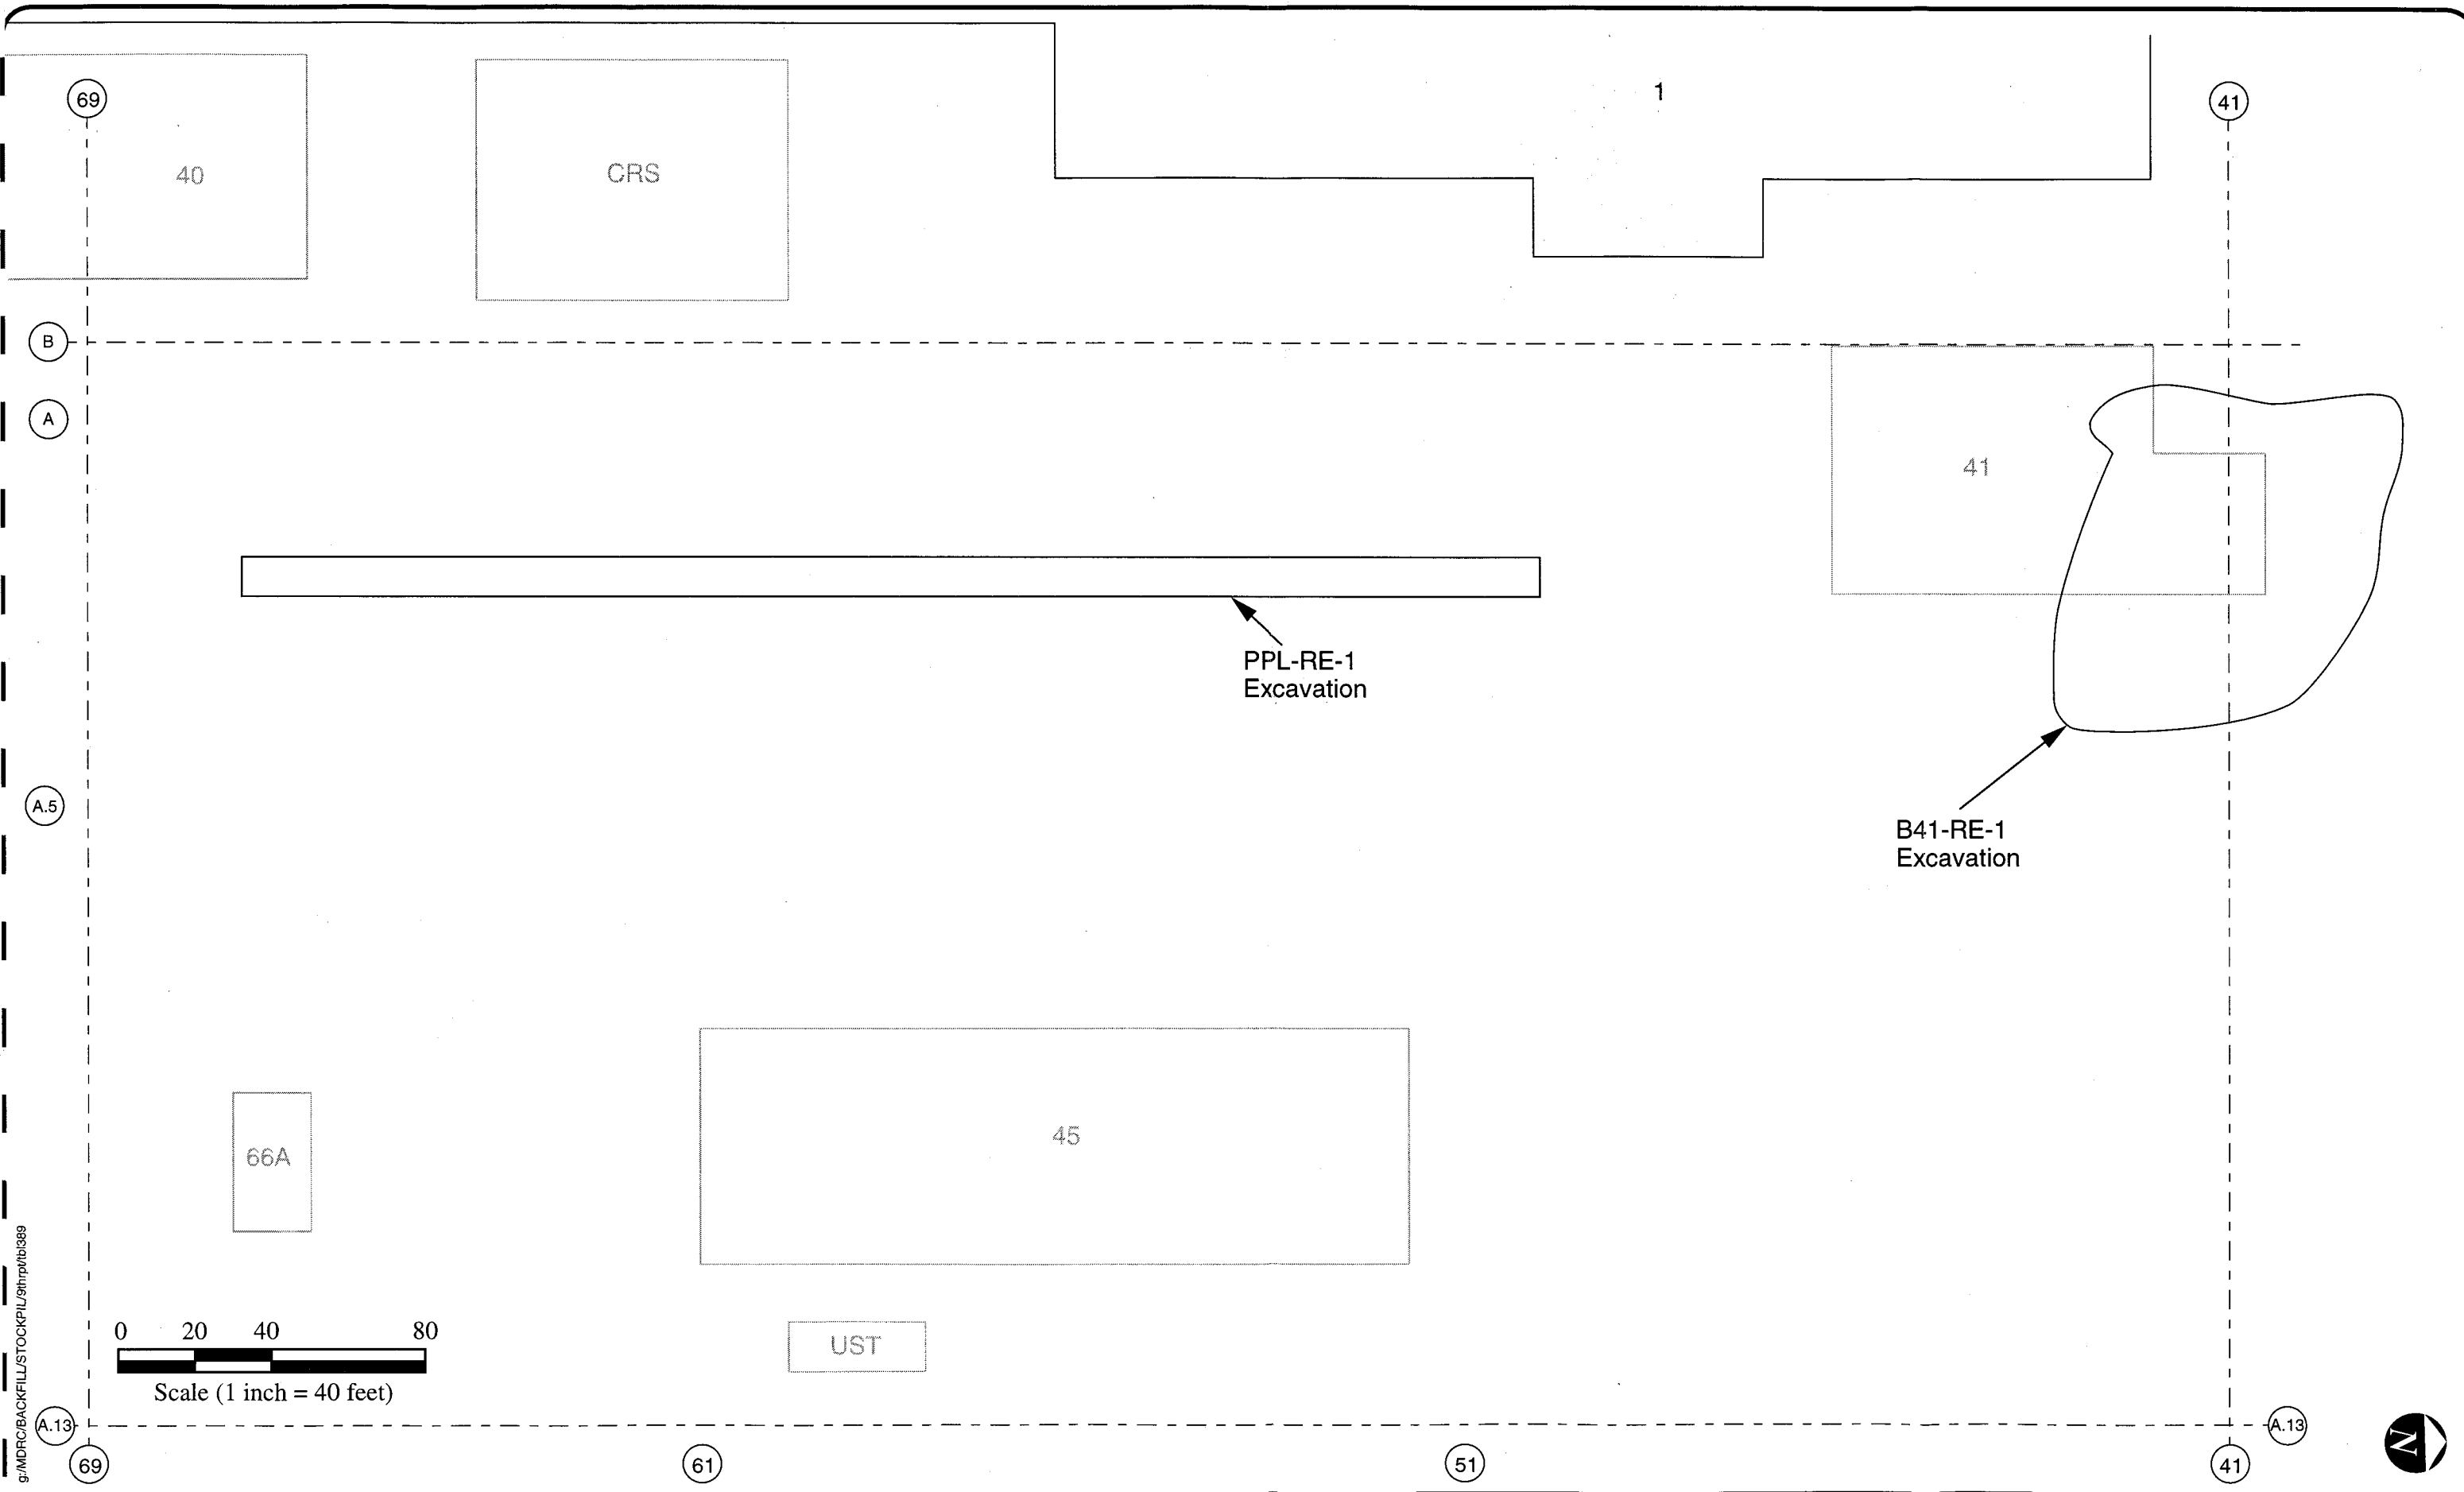 69
1
41
40
CRS
B
A
41
PPL-RE-1
Excavation
A.5
B41-RE-1
Excavation
45
66A
0 20 40 80
UST
Scale (1 inch = 40 feet)
g:/MDRC/BACKFILL/STOCKPIL/9thrpt/tbl389
A.13
A.13
69
61
51
41
N